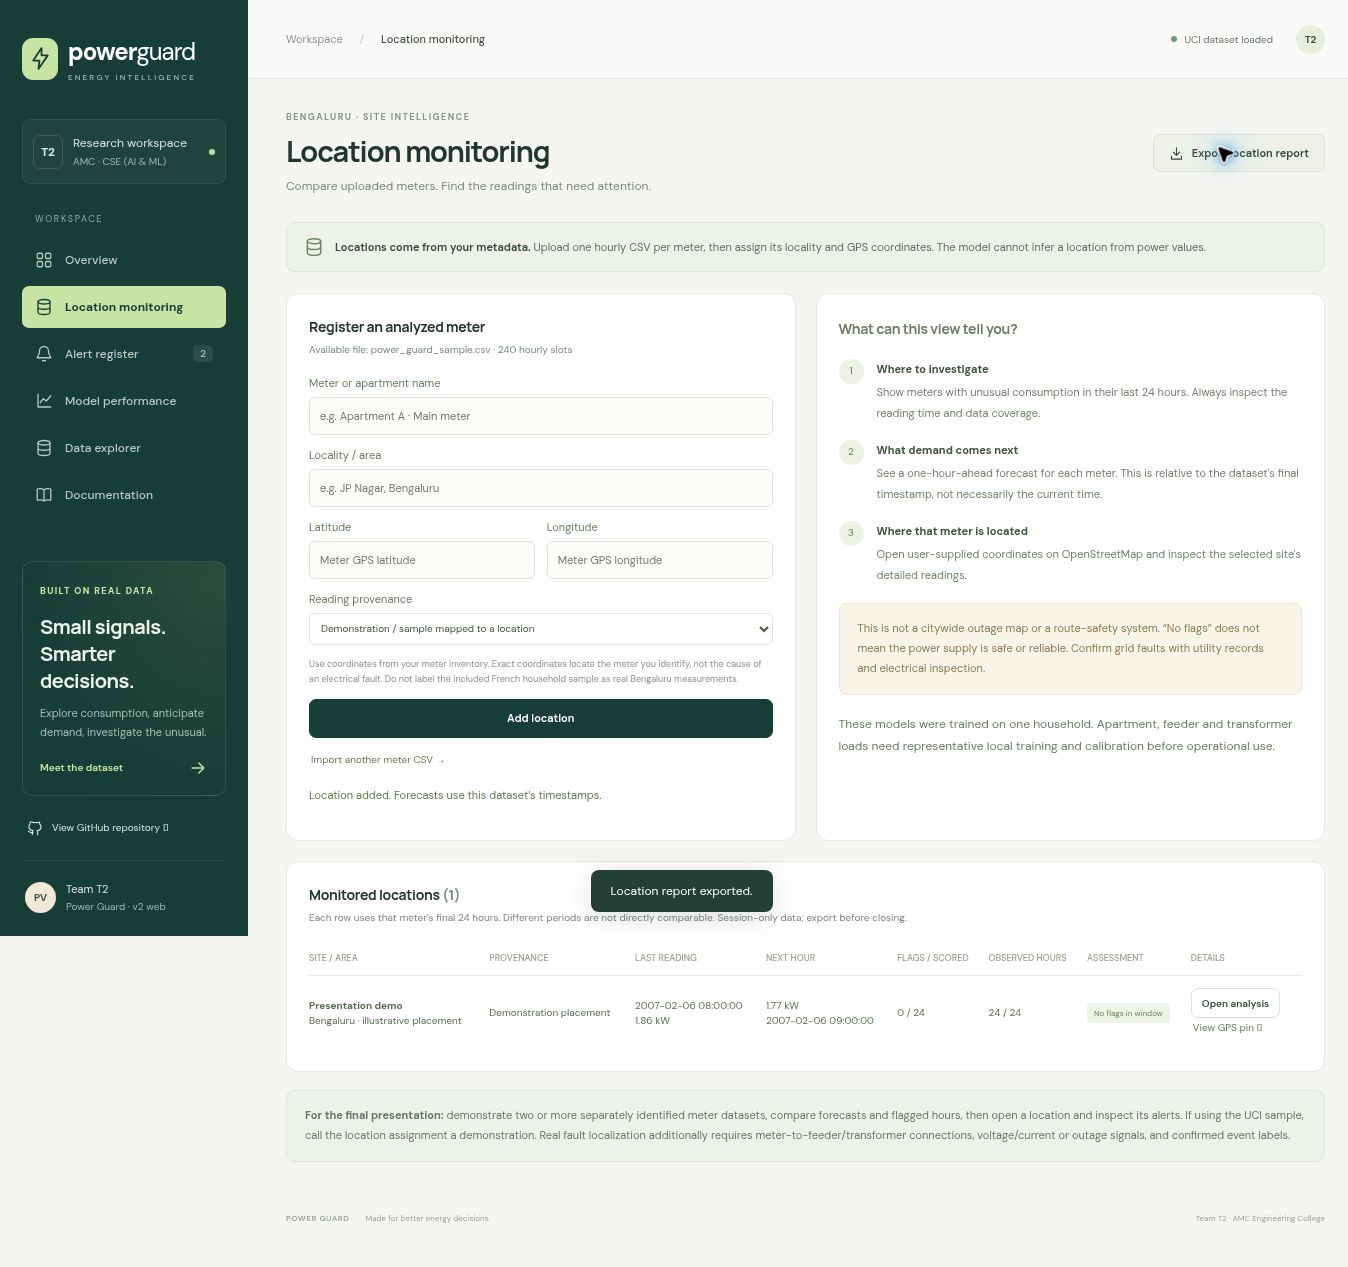 powerguard
ENERGY INTELLIGENCE
T2
Research workspace
AMC · CSE (AI & ML)
WORKSPACE
Overview
Location monitoring
Alert register
2
Model performance
Data explorer
Documentation
BUILT ON REAL DATA
Small signals.
Smarter
decisions.
Explore consumption, anticipate
demand, investigate the unusual.
Meet the dataset
View GitHub repository
PV
Team T2
Power Guard · v2 web
Workspace / Location monitoring
UCI dataset loaded
T2
BENGALURU · SITE INTELLIGENCE
Location monitoring
Compare uploaded meters. Find the readings that need attention.
Export location report
Locations come from your metadata. Upload one hourly CSV per meter, then assign its locality and GPS coordinates. The model cannot infer a location from power values.
Register an analyzed meter
Available file: power_guard_sample.csv · 240 hourly slots
Meter or apartment name
e.g. Apartment A · Main meter
Locality / area
e.g. JP Nagar, Bengaluru
Latitude
Longitude
Meter GPS latitude
Meter GPS longitude
Reading provenance
Demonstration / sample mapped to a location
Use coordinates from your meter inventory. Exact coordinates locate the meter you identify, not the cause of
an electrical fault. Do not label the included French household sample as real Bengaluru measurements.
Add location
Import another meter CSV →
Location added. Forecasts use this dataset's timestamps.
What can this view tell you?
1
Where to investigate
Show meters with unusual consumption in their last 24 hours. Always inspect the
reading time and data coverage.
2
What demand comes next
See a one-hour-ahead forecast for each meter. This is relative to the dataset's final
timestamp, not necessarily the current time.
3
Where that meter is located
Open user-supplied coordinates on OpenStreetMap and inspect the selected site's
detailed readings.
This is not a citywide outage map or a route-safety system. “No flags” does not
mean the power supply is safe or reliable. Confirm grid faults with utility records
and electrical inspection.
These models were trained on one household. Apartment, feeder and transformer
loads need representative local training and calibration before operational use.
Monitored locations (1)
Location report exported.
Each row uses that meter's final 24 hours. Different periods are not directly comparable. Session-only data; export before closing.
SITE / AREA PROVENANCE LAST READING NEXT HOUR FLAGS / SCORED OBSERVED HOURS ASSESSMENT DETAILS
Presentation demo
Bengaluru · illustrative placement
Demonstration placement
2007-02-06 08:00:00
1.86 kW
1.77 kW
2007-02-06 09:00:00
0 / 24
24 / 24
No flags in window
Open analysis
View GPS pin
For the final presentation: demonstrate two or more separately identified meter datasets, compare forecasts and flagged hours, then open a location and inspect its alerts. If using the UCI sample,
call the location assignment a demonstration. Real fault localization additionally requires meter-to-feeder/transformer connections, voltage/current or outage signals, and confirmed event labels.
POWER GUARD
Made for better energy decisions.
Team T2 · AMC Engineering College